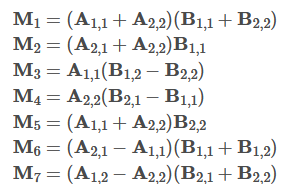 M₁ = (A₁,₁ + A₂,₂)(B₁,₁ + B₂,₂)
M₂ = (A₂,₁ + A₂,₂)B₁,₁
M₃ = A₁,₁(B₁,₂ − B₂,₂)
M₄ = A₂,₂(B₂,₁ − B₁,₁)
M₅ = (A₁,₁ + A₂,₂)B₂,₂
M₆ = (A₂,₁ − A₁,₁)(B₁,₁ + B₁,₂)
M₇ = (A₁,₂ − A₂,₂)(B₂,₁ + B₂,₂)